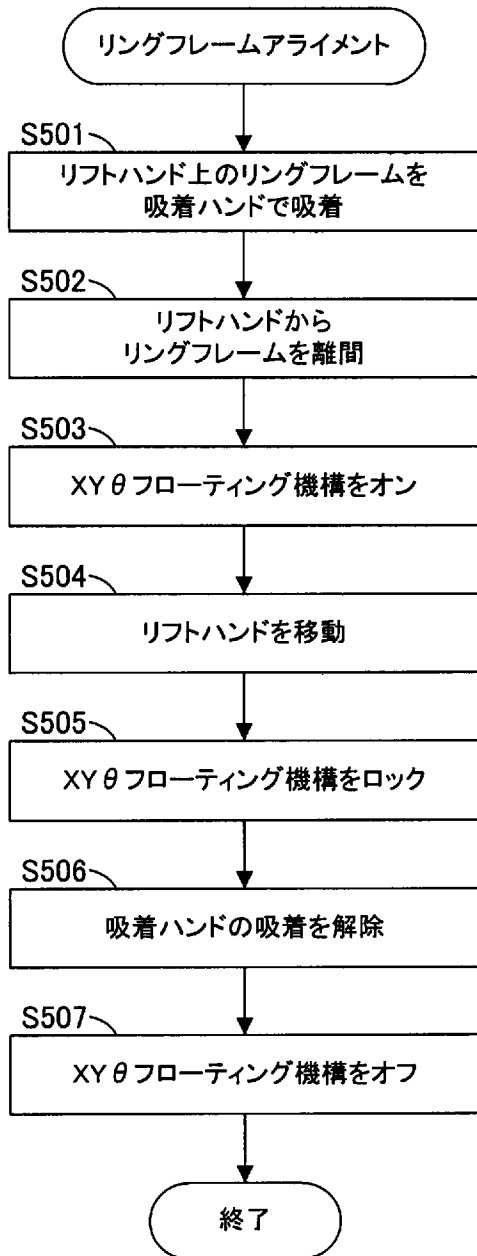 リングフレームアライメント
S501
リフトハンド上のリングフレームを
吸着ハンドで吸着
S502
リフトハンドから
リングフレームを離間
S503
XYθフローティング機構をオン
S504
リフトハンドを移動
S505
XYθフローティング機構をロック
S506
吸着ハンドの吸着を解除
S507
XYθフローティング機構をオフ
終了